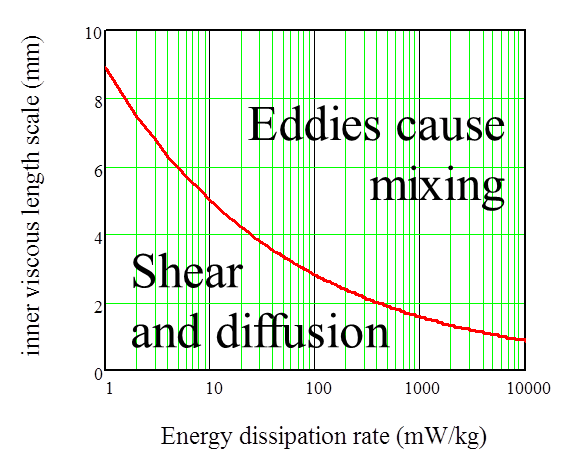 inner viscous length scale (mm)
10
8
6
4
2
0
Eddies cause
mixing
Shear
and diffusion
1
10
100
1000
10000
Energy dissipation rate (mW/kg)